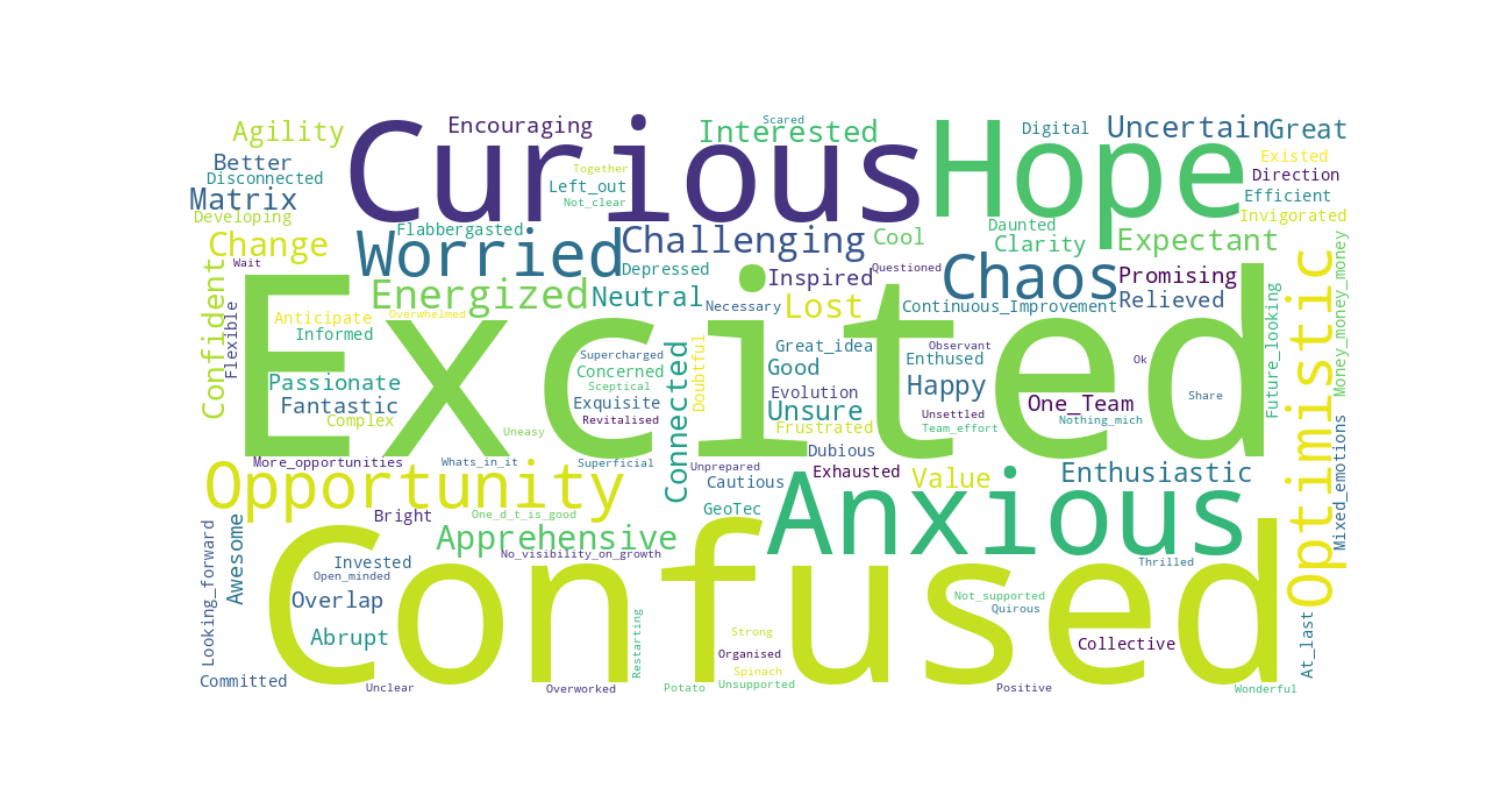 Scared
Agility
Encouraging
Curious
Interested
Hope
Digital
Uncertain
Great
Better
Together
Existed
Disconnected
Left_out
Direction
Matrix
Not_clear
Efficient
Developing
Invigorated
Flabbergasted
Daunted
Change
Worried
Challenging
Cool
Clarity
Expectant
Wait
Depressed
Inspired
Questioned
Chaos
Promising
Energized
Neutral
Necessary
Lost
Continuous_Improvement
Relieved
Confident
Flexible
Anticipate
Overwhelmed
Informed
Excited
Great_idea
Observant
Supercharged
Enthused
Ok
Concerned
Good
Passionate
Sceptical
Happy
Evolution
Share
Fantastic
Exquisite
Doubtful
Connected
Unsure
One_Team
Complex
Revitalised
Unsettled
Nothing_mich
Uneasy
Frustrated
Team_effort
Future_looking
Optimistic
Money_money_money
Mixed_emotions
Dubious
More_opportunities
Whats_in_it
Superficial
Unprepared
Exhausted
Enthusiastic
Opportunity
Cautious
Value
Anxious
GeoTec
Bright
One_d_t_is_good
Apprehensive
No_visibility_on_growth
Looking_forward
Awesome
Invested
Thrilled
Open_minded
Confused
Overlap
Not_supported
Quirous
Abrupt
Restarting
Strong
Collective
At_last
Organised
Spinach
Committed
Unclear
Overworked
Potato
Unsupported
Positive
Wonderful